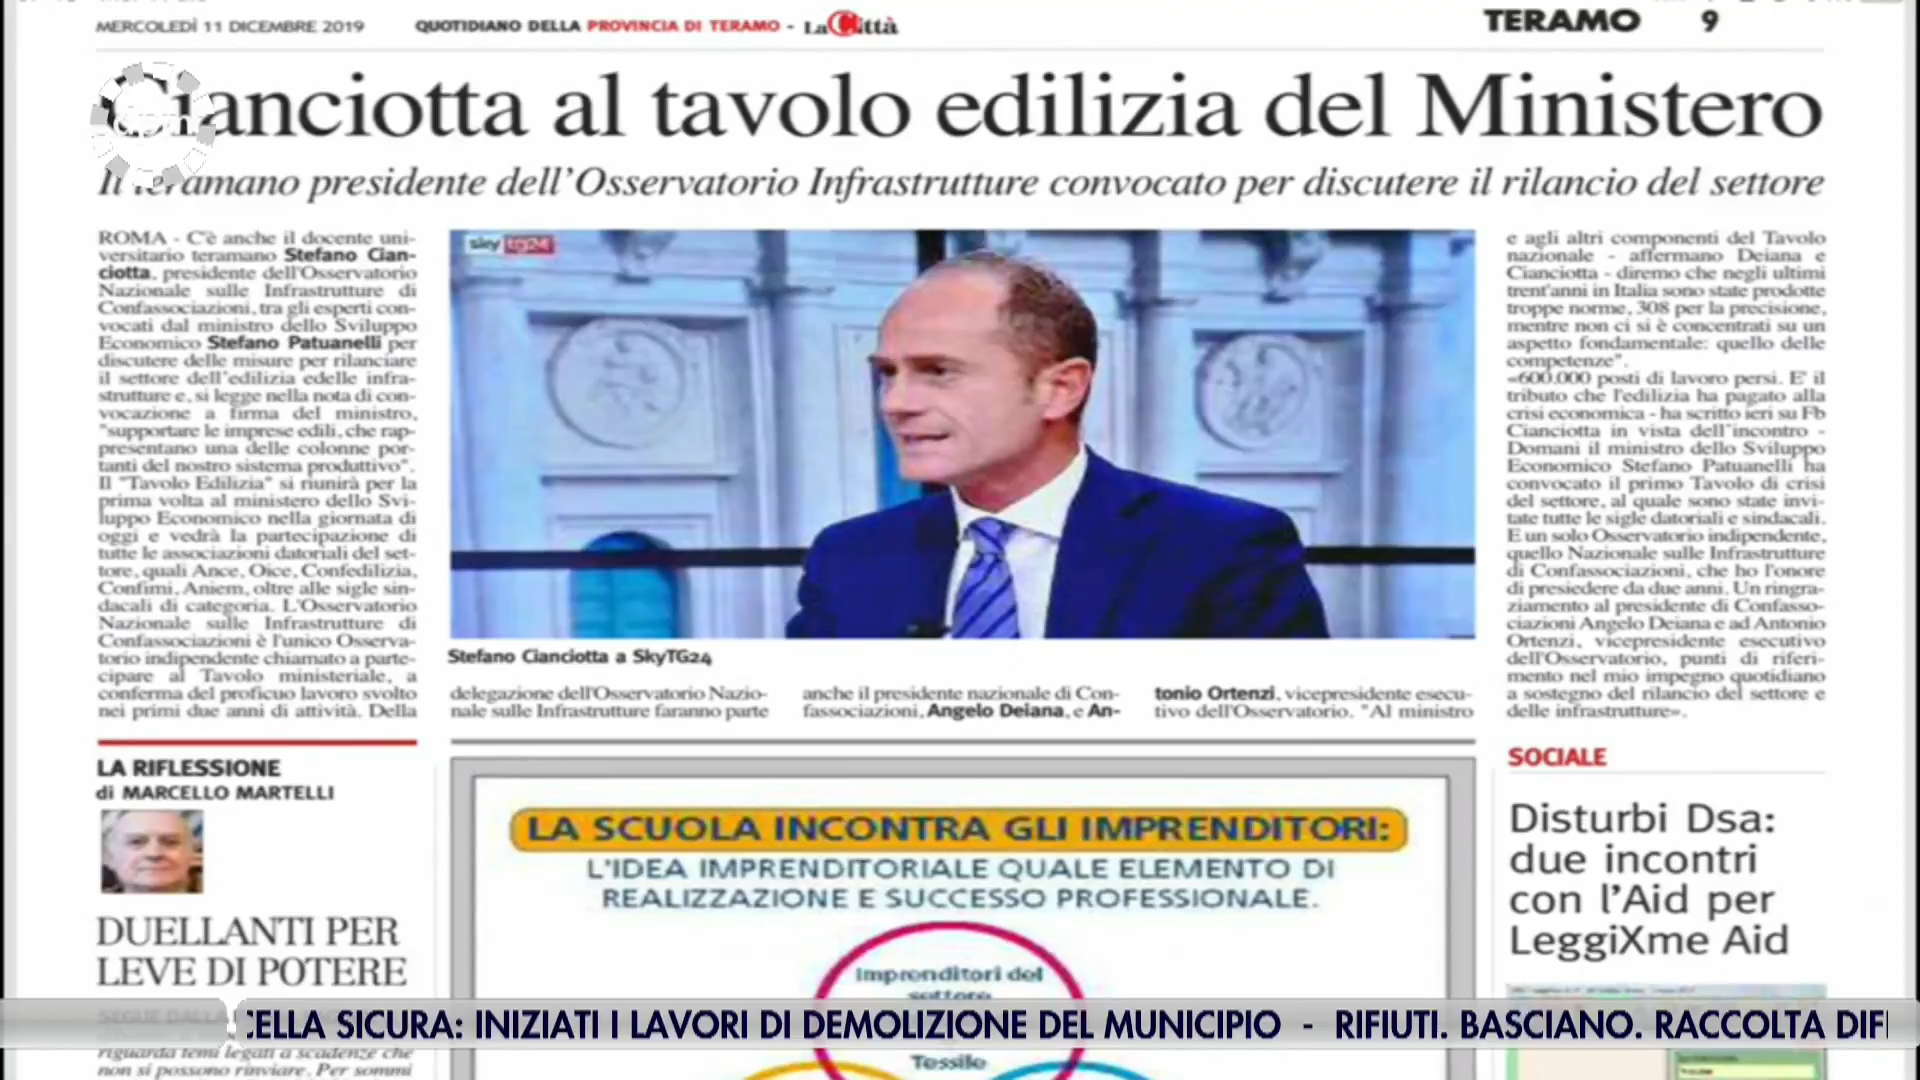 MERCOLEDÌ 11 DICEMBRE 2019
QUOTIDIANO DELLA PROVINCIA DI TERAMO - La Città
TERAMO 9
Cianciotta al tavolo edilizia del Ministero
Il teramano presidente dell'Osservatorio Infrastrutture convocato per discutere il rilancio del settore
ROMA - C'è anche il docente uni-
versitario teramano Stefano Cian-
ciotta, presidente dell'Osservatorio
Nazionale sulle Infrastrutture di
Confassociazioni, tra gli esperti con-
vocati dal ministro dello Sviluppo
Economico Stefano Patuanelli per
discutere delle misure per rilanciare
il settore dell'edilizia edelle infra-
strutture e, si legge nella nota di con-
vocazione a firma del ministro,
"supportare le imprese edili, che rap-
presentano una delle colonne por-
tanti del nostro sistema produttivo".
Il "Tavolo Edilizia" si riunirà per la
prima volta al ministero dello Svi-
luppo Economico nella giornata di
oggi e vedrà la partecipazione di
tutte le associazioni datoriali del set-
tore, quali Ance, Oice, Confedilizia,
Confimi, Aniem, oltre alle sigle sin-
dacali di categoria. L'Osservatorio
Nazionale sulle Infrastrutture di
Confassociazioni è l'unico Osserva-
torio indipendente chiamato a parte-
cipare al Tavolo ministeriale, a
conferma del proficuo lavoro svolto
nei primi due anni di attività. Della
sky tg24
Stefano Cianciotta a SkyTG24
delegazione dell'Osservatorio Nazio-
nale sulle Infrastrutture faranno parte
anche il presidente nazionale di Con-
fassociazioni, Angelo Deiana, e An-
tonio Ortenzi, vicepresidente esecu-
tivo dell'Osservatorio. "Al ministro
e agli altri componenti del Tavolo
nazionale - affermano Deiana e
Cianciotta - diremo che negli ultimi
trent'anni in Italia sono state prodotte
troppe norme, 308 per la precisione,
mentre non ci si è concentrati su un
aspetto fondamentale: quello delle
competenze".
«600.000 posti di lavoro persi. E' il
tributo che l'edilizia ha pagato alla
crisi economica - ha scritto ieri su Fb
Cianciotta in vista dell'incontro -
Domani il ministro dello Sviluppo
Economico Stefano Patuanelli ha
convocato il primo Tavolo di crisi
del settore, al quale sono state invi-
tate tutte le sigle datoriali e sindacali.
E un solo Osservatorio indipendente,
quello Nazionale sulle Infrastrutture
di Confassociazioni, che ho l'onore
di presiedere da due anni. Un ringra-
ziamento al presidente di Confasso-
ciazioni Angelo Deiana e ad Antonio
Ortenzi, vicepresidente esecutivo
dell'Osservatorio, punti di riferi-
mento nel mio impegno quotidiano
a sostegno del rilancio del settore e
delle infrastrutture».
LA RIFLESSIONE
di MARCELLO MARTELLI
DUELLANTI PER
LEVE DI POTERE
riguarda temi legati a scadenze che
non si possono rinviare. Per sommi
LA SCUOLA INCONTRA GLI IMPRENDITORI:
L'IDEA IMPRENDITORIALE QUALE ELEMENTO DI
REALIZZAZIONE E SUCCESSO PROFESSIONALE.
Imprenditori del
settore
Tessile
SOCIALE
Disturbi Dsa:
due incontri
con l'Aid per
LeggiXme Aid
CELLA SICURA: INIZIATI I LAVORI DI DEMOLIZIONE DEL MUNICIPIO - RIFIUTI. BASCIANO. RACCOLTA DIF